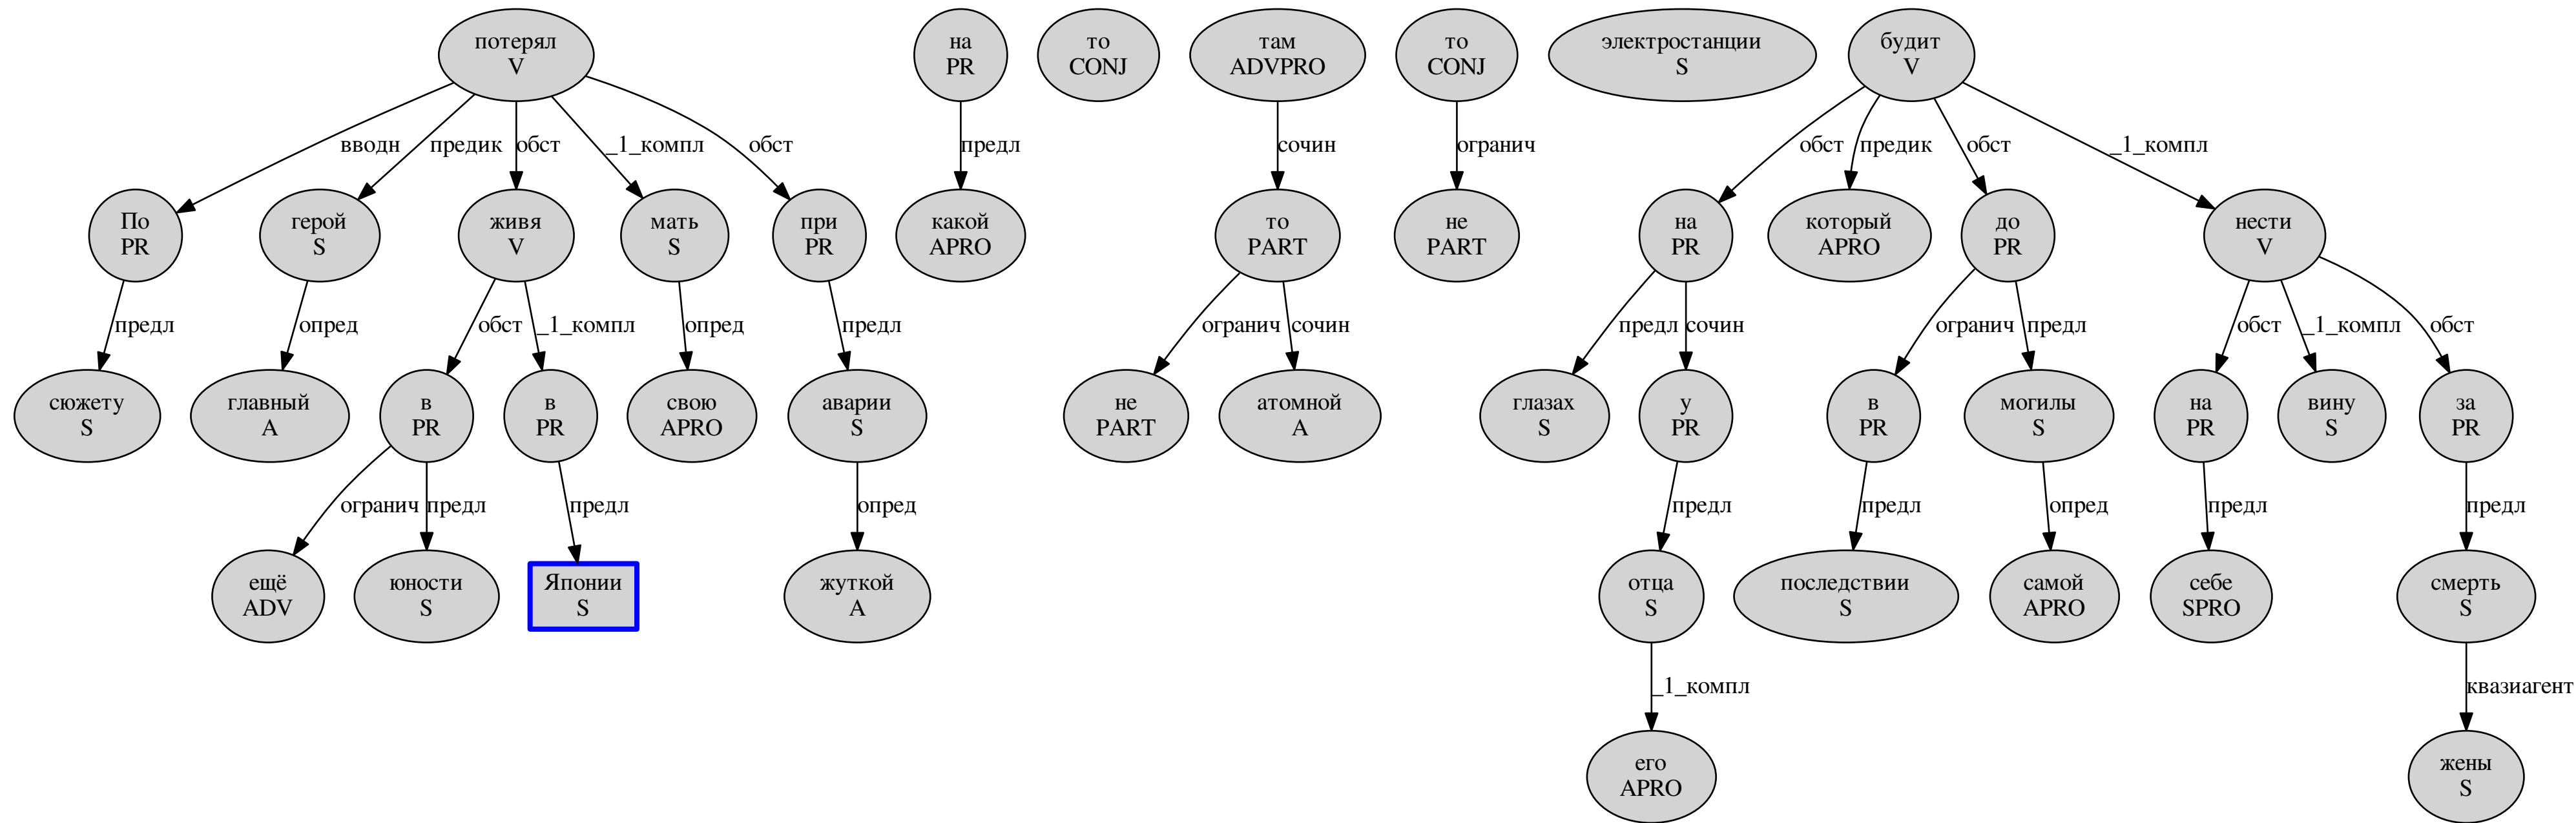 потерял
V
на
PR
то
CONJ
там
ADVPRO
то
CONJ
электростанции
S
будит
V
вводн
предик
обст
_1_компл
обст
предл
сочин
огранич
обст
предик
обст
_1_компл
По
PR
герой
S
живя
V
мать
S
при
PR
какой
APRO
то
PART
не
PART
на
PR
который
APRO
до
PR
нести
V
предл
опред
обст
_1_компл
опред
предл
огранич
сочин
предл
сочин
огранич
предл
обст
_1_компл
обст
сюжету
S
главный
A
в
PR
в
PR
свою
APRO
аварии
S
не
PART
атомной
A
глазах
S
у
PR
в
PR
могилы
S
на
PR
вину
S
за
PR
огранич
предл
предл
опред
предл
предл
опред
предл
предл
ещё
ADV
юности
S
Японии
S
жуткой
A
отца
S
последствии
S
самой
APRO
себе
SPRO
смерть
S
_1_компл
квазиагент
его
APRO
жены
S